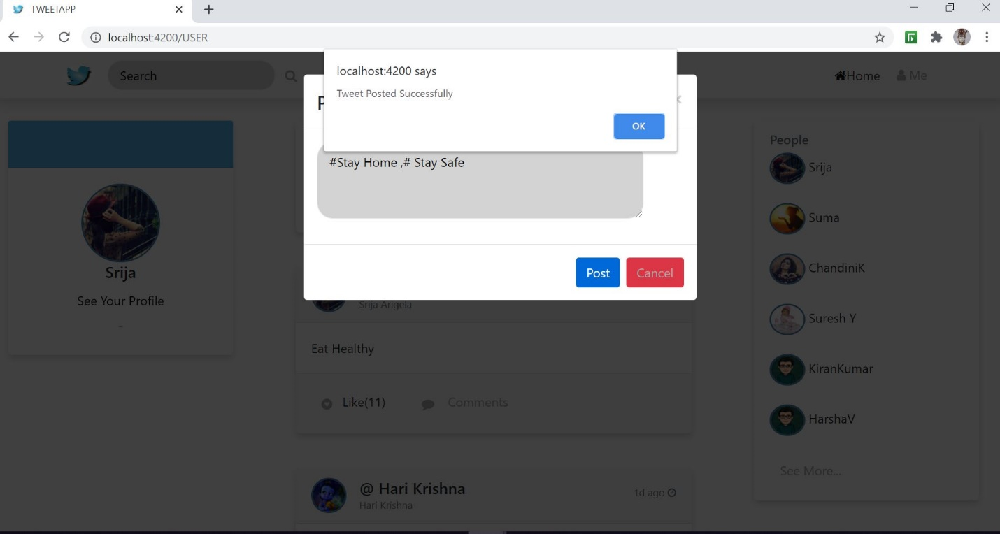 TWEETAPP
localhost:4200/USER
Search
Home
Me
localhost:4200 says
Tweet Posted Successfully
OK
#Stay Home ,# Stay Safe
Post
Cancel
Srija
See Your Profile
-
Srija Arigela
Eat Healthy
Like(11)
Comments
@ Hari Krishna
1d ago
Hari Krishna
People
Srija
Suma
ChandiniK
Suresh Y
KiranKumar
HarshaV
See More...